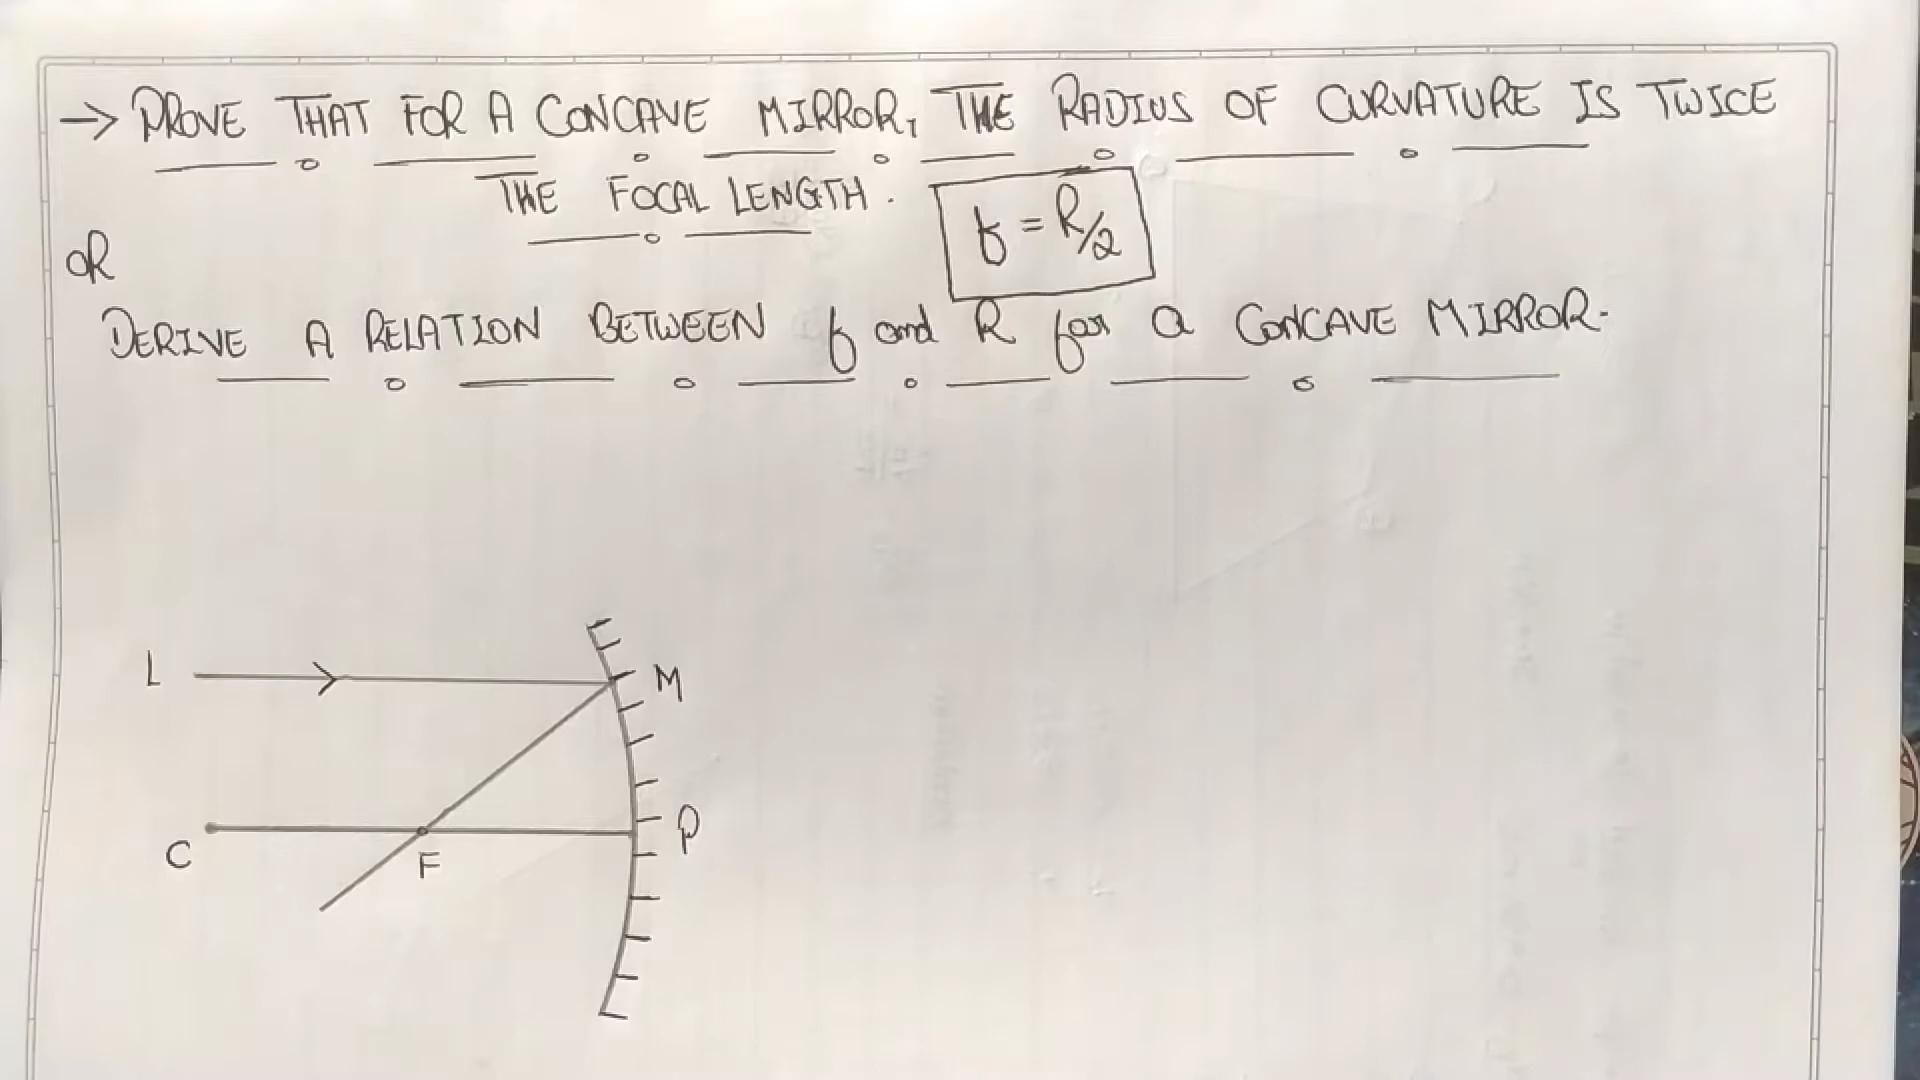 → PROVE THAT FOR A CONCAVE MIRROR, THE RADIUS OF CURVATURE IS TWICE
THE FOCAL LENGTH.
f = R/2
OR
DERIVE A RELATION BETWEEN f and R for a CONCAVE MIRROR.
L
M
P
C
F